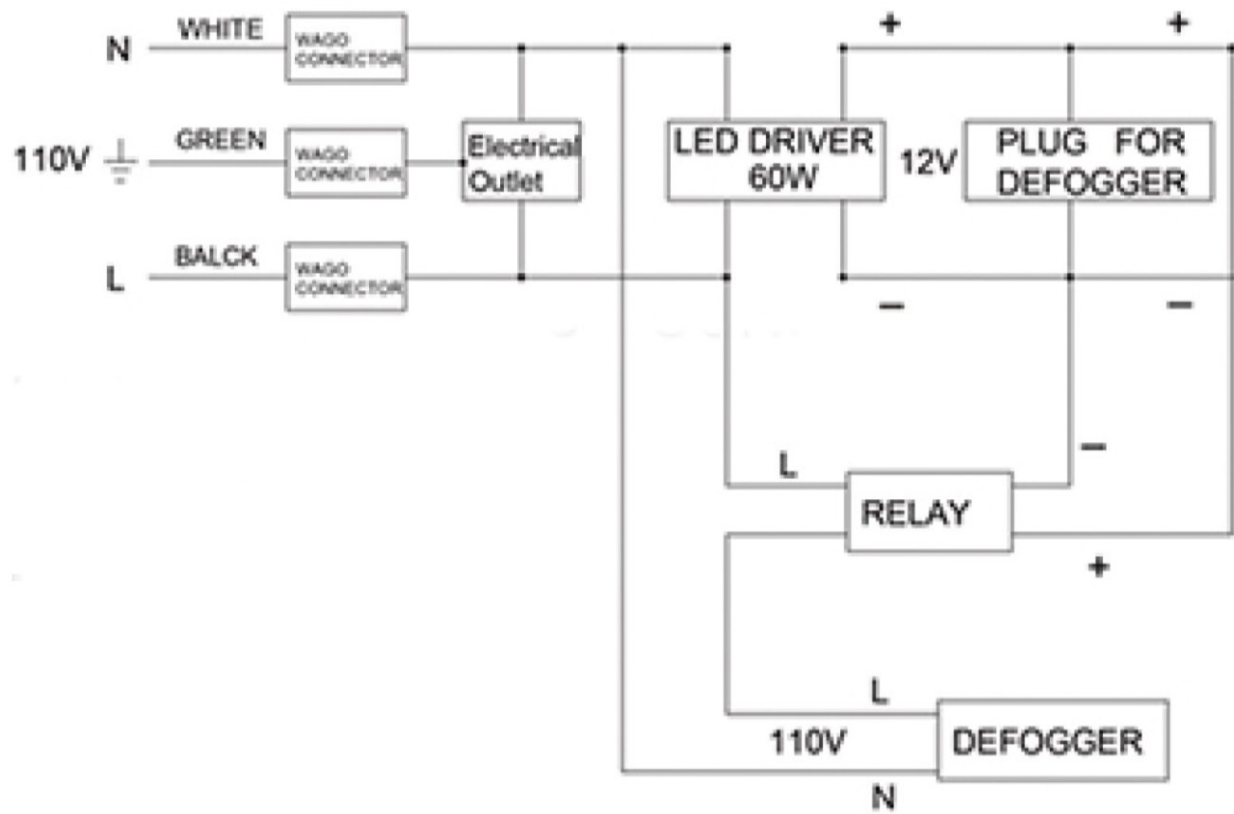 N WHITE WAGO CONNECTOR + +
110V GREEN WAGO CONNECTOR Electrical Outlet LED DRIVER 60W 12V PLUG FOR DEFOGGER
L BALCK WAGO CONNECTOR − −
L −
RELAY
+
L
110V DEFOGGER
N